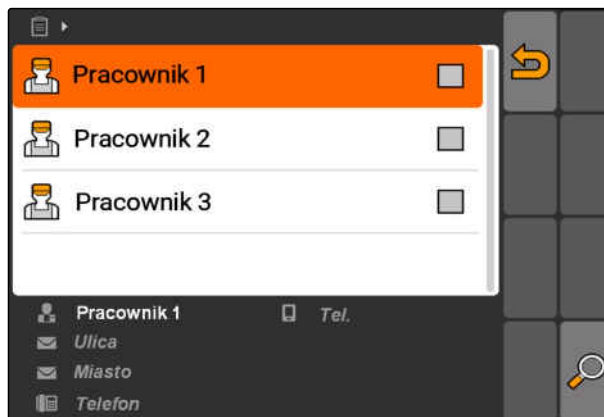 Pracownik 1
Pracownik 2
Pracownik 3
Pracownik 1 Tel.
Ulica
Miasto
Telefon